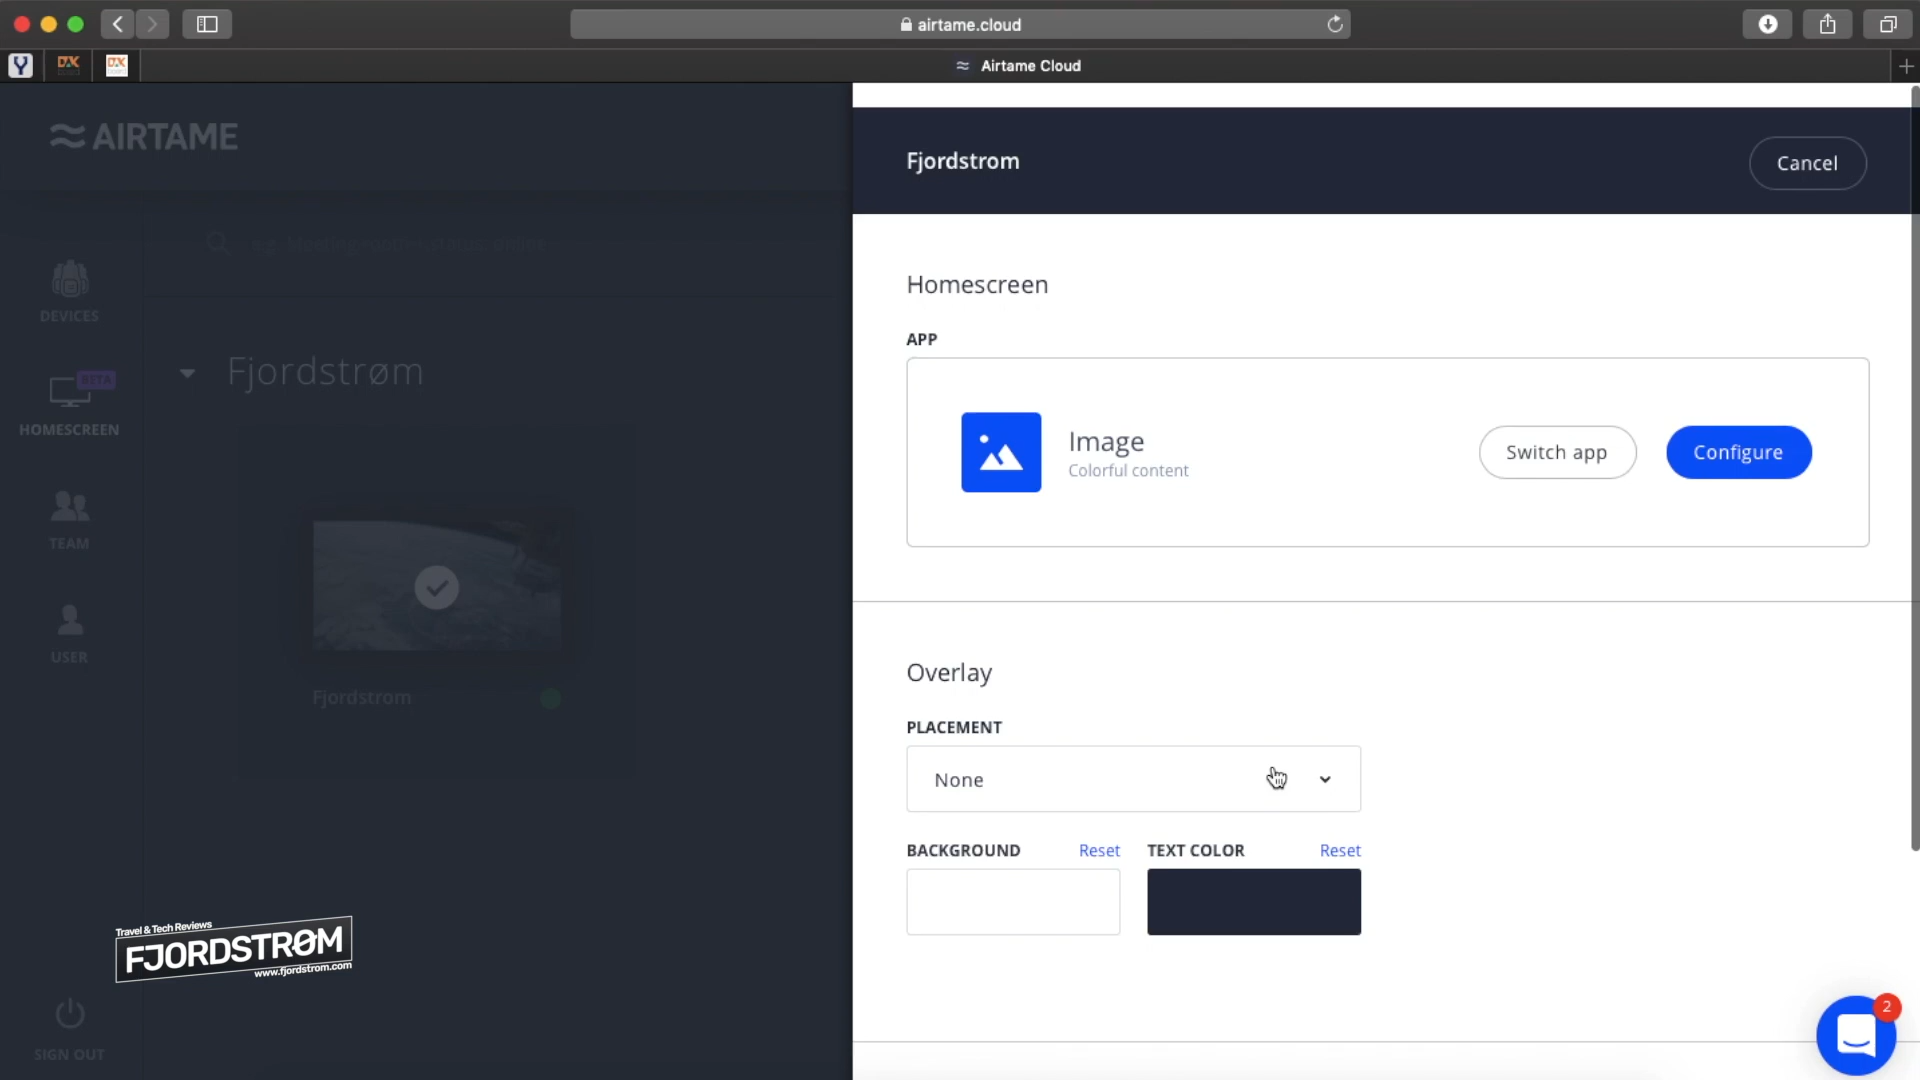 airtame.cloud
Airtame Cloud
AIRTAME
Fjordstrom
Cancel
DEVICES
BETA
HOMESCREEN
TEAM
USER
SIGN OUT
Fjordstrøm
Fjordstrom
Homescreen
APP
Image
Colorful content
Switch app
Configure
Overlay
PLACEMENT
None
BACKGROUND
Reset
TEXT COLOR
Reset
Travel & Tech Reviews
FJORDSTRØM
www.fjordstrom.com
2